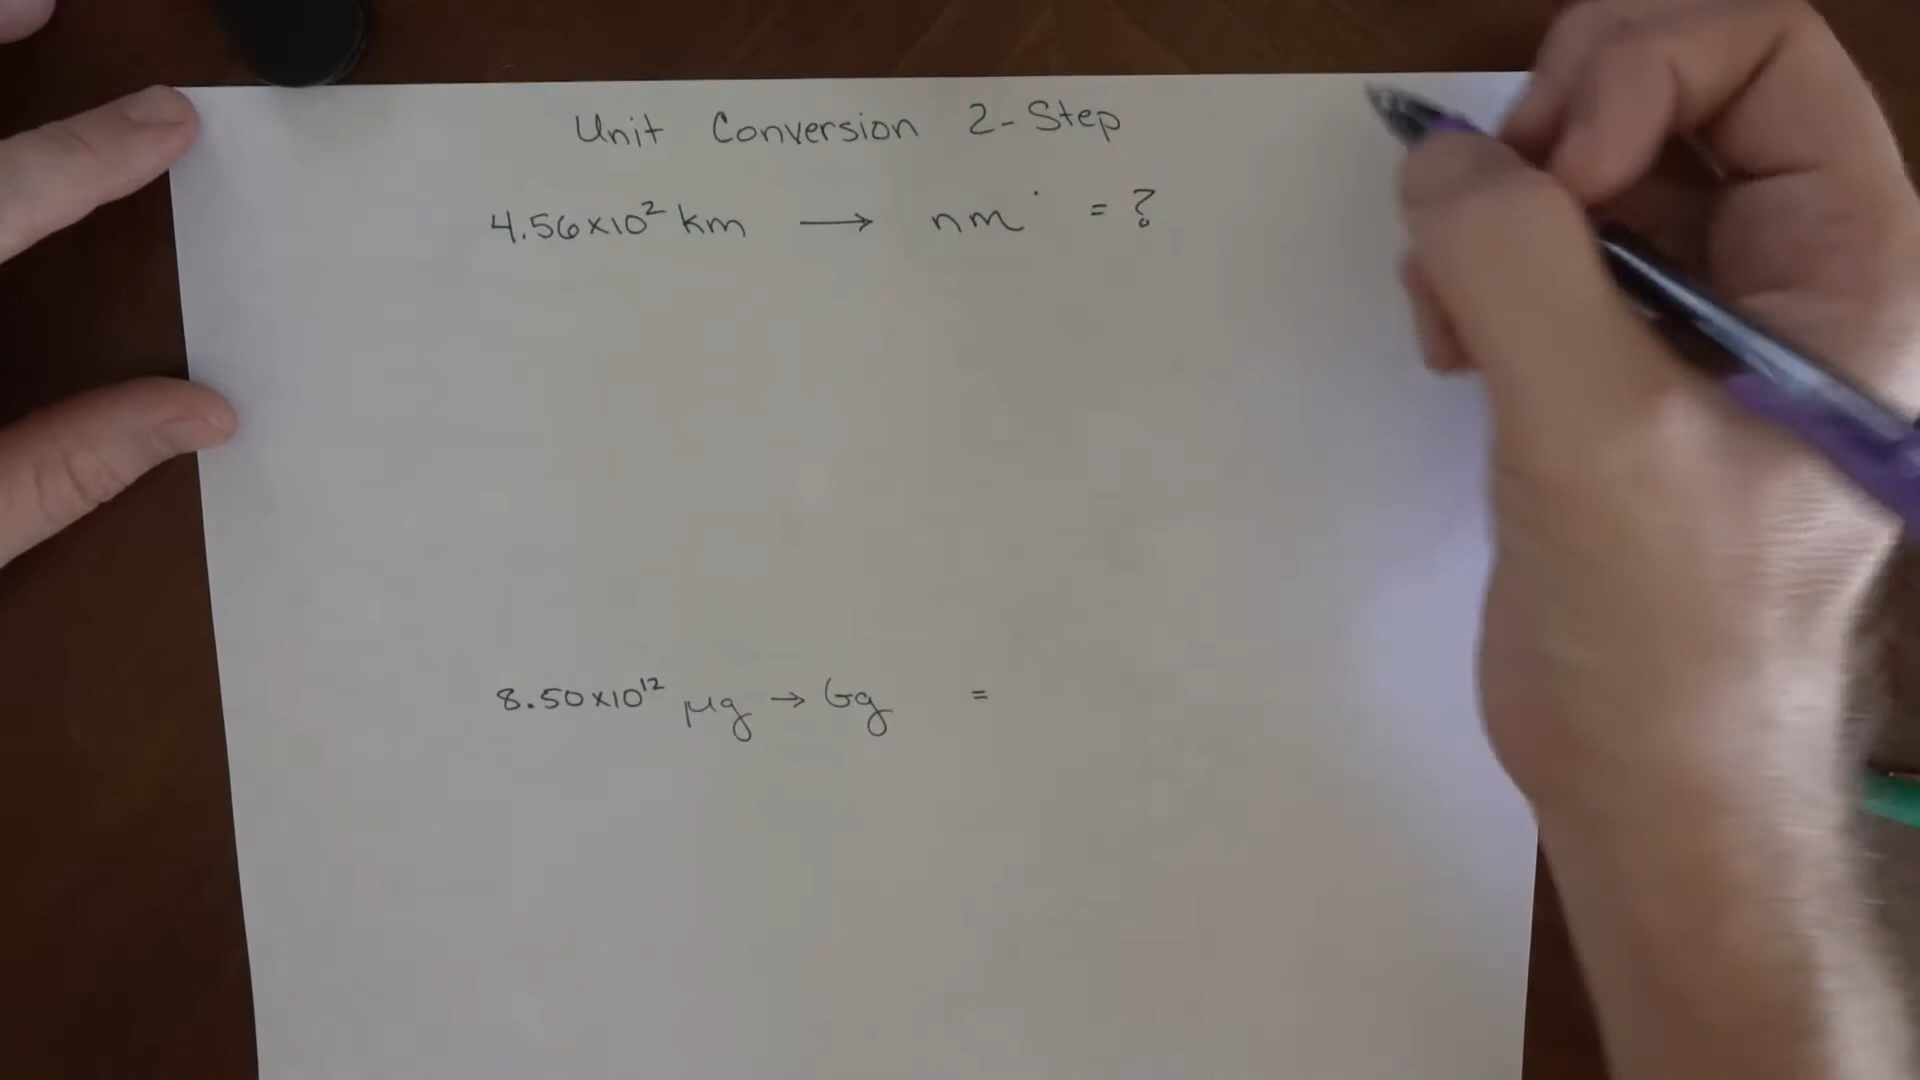 Unit Conversion 2-Step
4.56x10² km → nm = ?
8.50x10¹² μg → Gg =